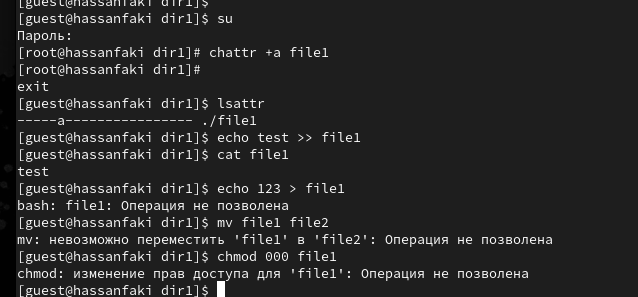 [guest@hassanfaki dir1]$
[guest@hassanfaki dir1]$ su
Пароль:
[root@hassanfaki dir1]# chattr +a file1
[root@hassanfaki dir1]#
exit
[guest@hassanfaki dir1]$ lsattr
-----a---------------- ./file1
[guest@hassanfaki dir1]$ echo test >> file1
[guest@hassanfaki dir1]$ cat file1
test
[guest@hassanfaki dir1]$ echo 123 > file1
bash: file1: Операция не позволена
[guest@hassanfaki dir1]$ mv file1 file2
mv: невозможно переместить 'file1' в 'file2': Операция не позволена
[guest@hassanfaki dir1]$ chmod 000 file1
chmod: изменение прав доступа для 'file1': Операция не позволена
[guest@hassanfaki dir1]$